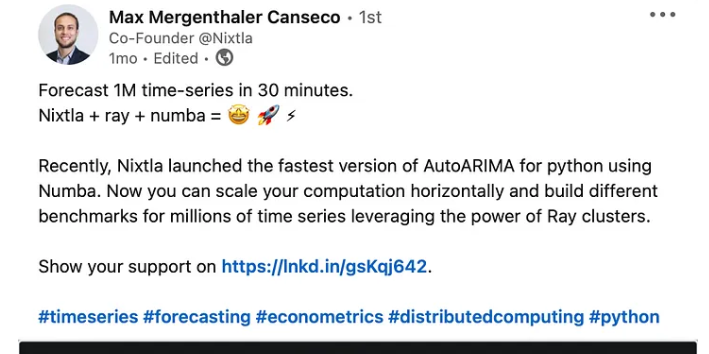 Max Mergenthaler Canseco • 1st
Co-Founder @Nixtla
1mo • Edited •
Forecast 1M time-series in 30 minutes.
Nixtla + ray + numba = 🤩 🚀 ⚡
Recently, Nixtla launched the fastest version of AutoARIMA for python using
Numba. Now you can scale your computation horizontally and build different
benchmarks for millions of time series leveraging the power of Ray clusters.
Show your support on https://lnkd.in/gsKqj642.
#timeseries #forecasting #econometrics #distributedcomputing #python